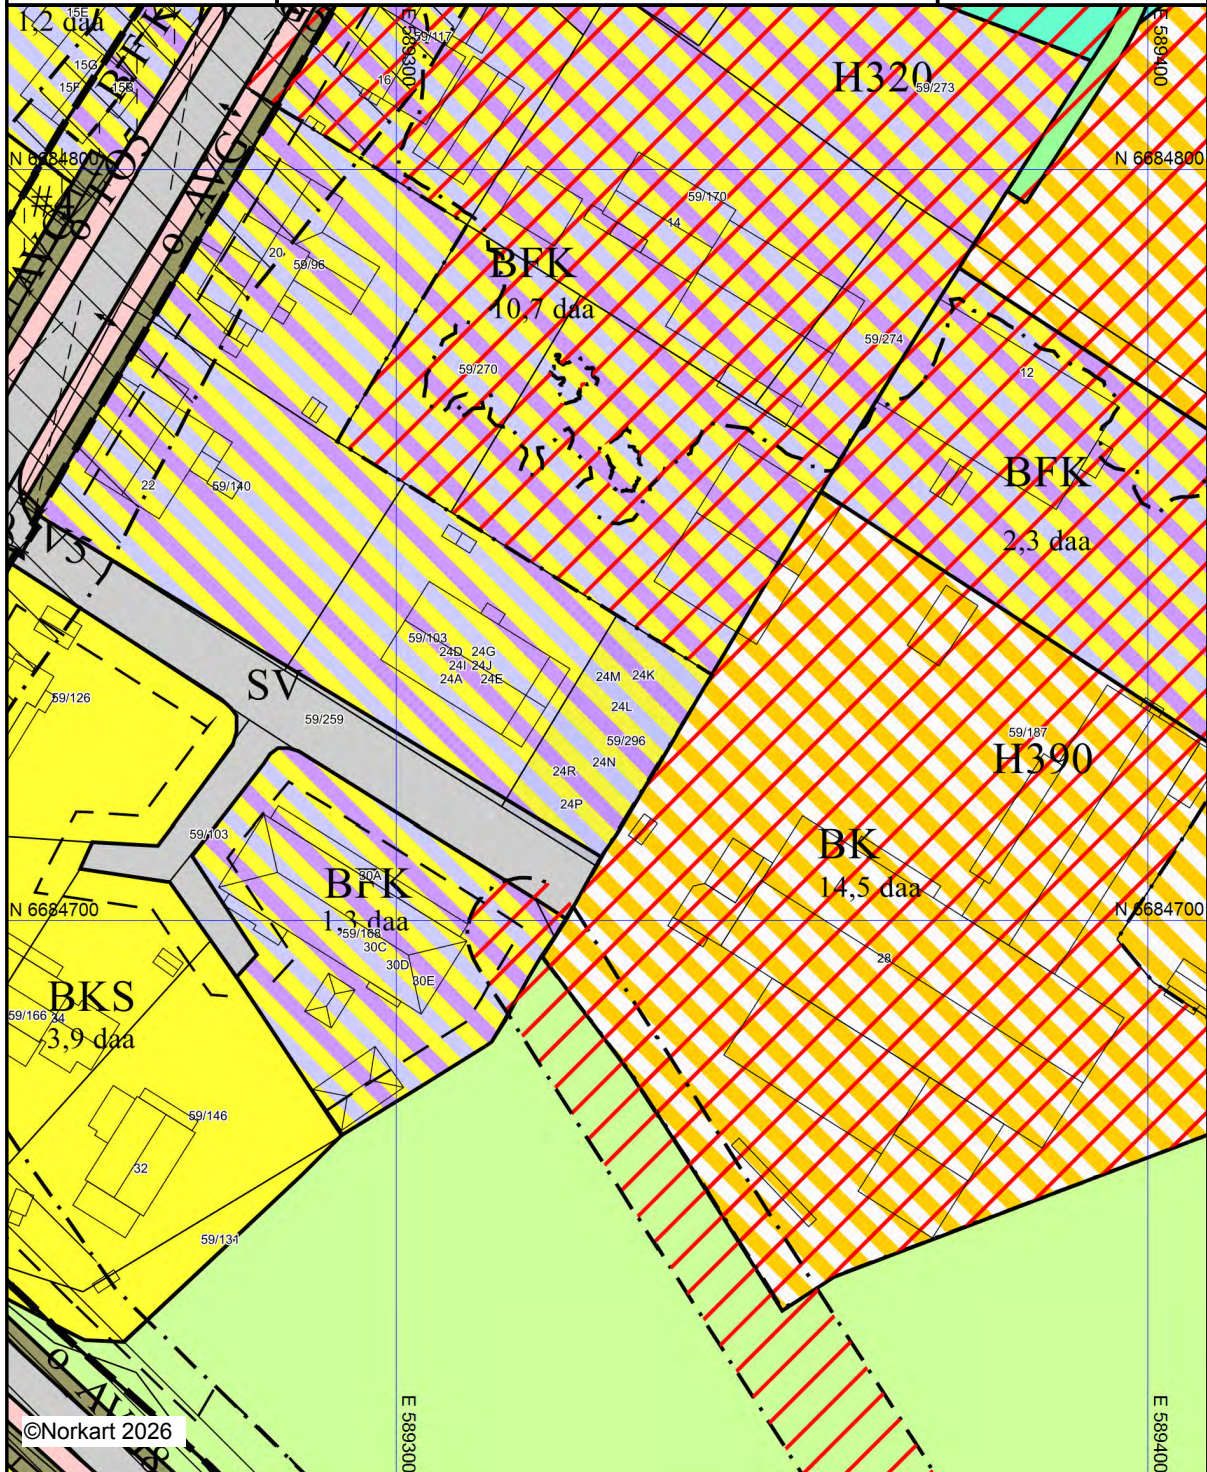 15E
1,2 daa
BFK
59/117
E 589300
E 589400
15G
15F
15B
16
H320
59/273
N 6684800
N 6684800
#4
59/170
14
20
59/96
BFK
10,7 daa
59/274
59/270
12
22
59/140
BFK
2,3 daa
59/103
24D
24G
24I
24J
24A
24E
24M
24K
24L
SV
59/126
59/259
59/296
24N
24R
24P
59/187
H390
59/103
BK
14,5 daa
BFK
30A
1,3 daa
N 6684700
N 6684700
59/168
30C
30D
30E
28
BKS
59/166
34
3,9 daa
59/146
32
59/131
E 589300
E 589400
©Norkart 2026